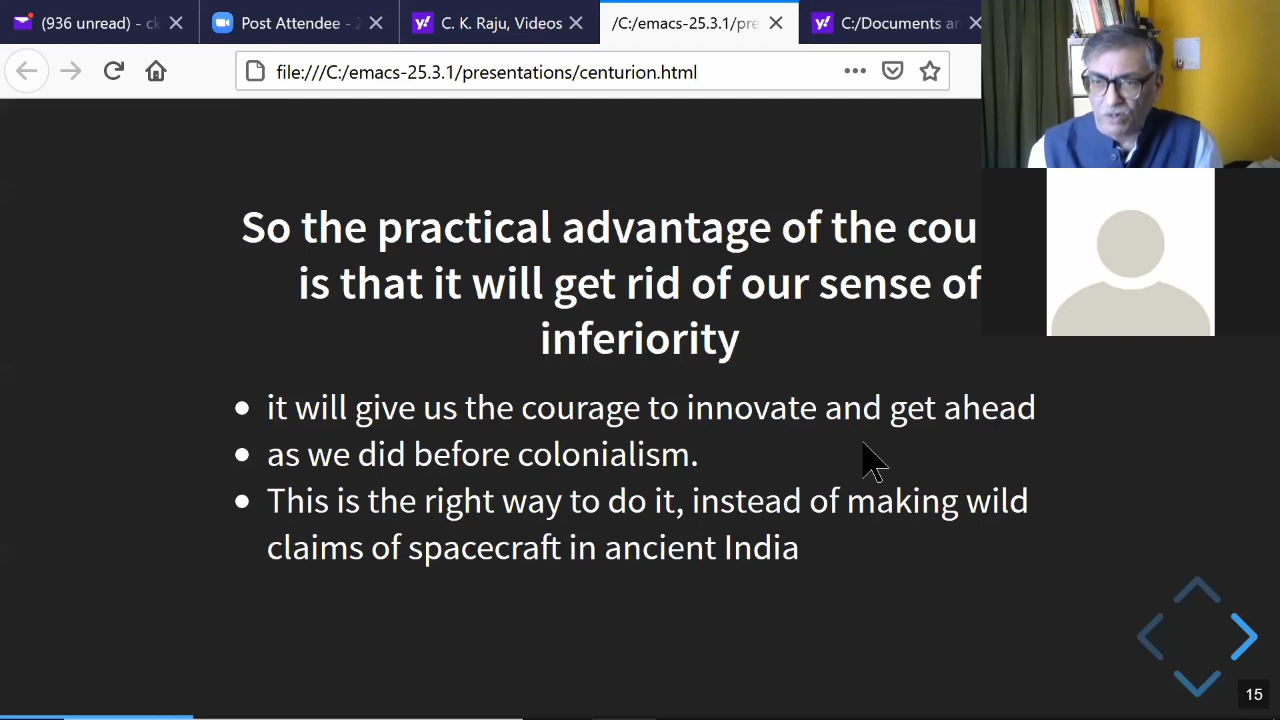 (936 unread) - ck
Post Attendee - Z
C. K. Raju, Videos
/C:/emacs-25.3.1/pre
C:/Documents an
file:///C:/emacs-25.3.1/presentations/centurion.html
So the practical advantage of the cou
is that it will get rid of our sense of
inferiority
it will give us the courage to innovate and get ahead
as we did before colonialism.
This is the right way to do it, instead of making wild
claims of spacecraft in ancient India
15